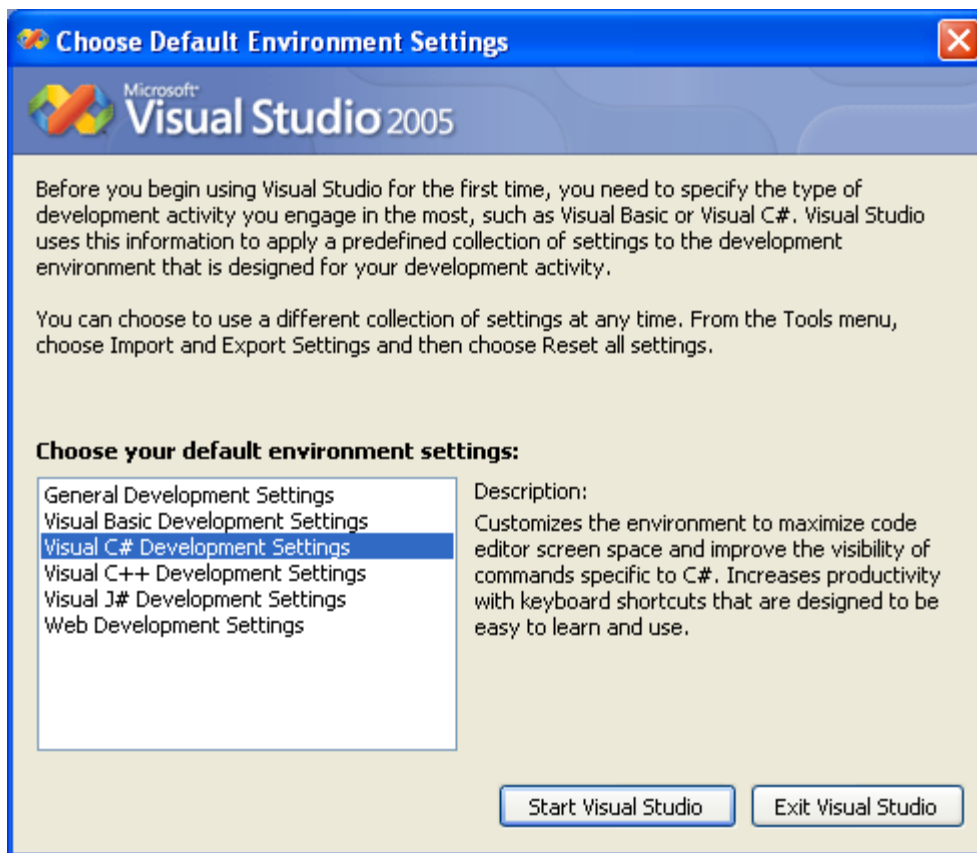 Choose Default Environment Settings
Microsoft
Visual Studio 2005
Before you begin using Visual Studio for the first time, you need to specify the type of
development activity you engage in the most, such as Visual Basic or Visual C#. Visual Studio
uses this information to apply a predefined collection of settings to the development
environment that is designed for your development activity.
You can choose to use a different collection of settings at any time. From the Tools menu,
choose Import and Export Settings and then choose Reset all settings.
Choose your default environment settings:
General Development Settings
Visual Basic Development Settings
Visual C# Development Settings
Visual C++ Development Settings
Visual J# Development Settings
Web Development Settings
Description:
Customizes the environment to maximize code
editor screen space and improve the visibility of
commands specific to C#. Increases productivity
with keyboard shortcuts that are designed to be
easy to learn and use.
Start Visual Studio
Exit Visual Studio